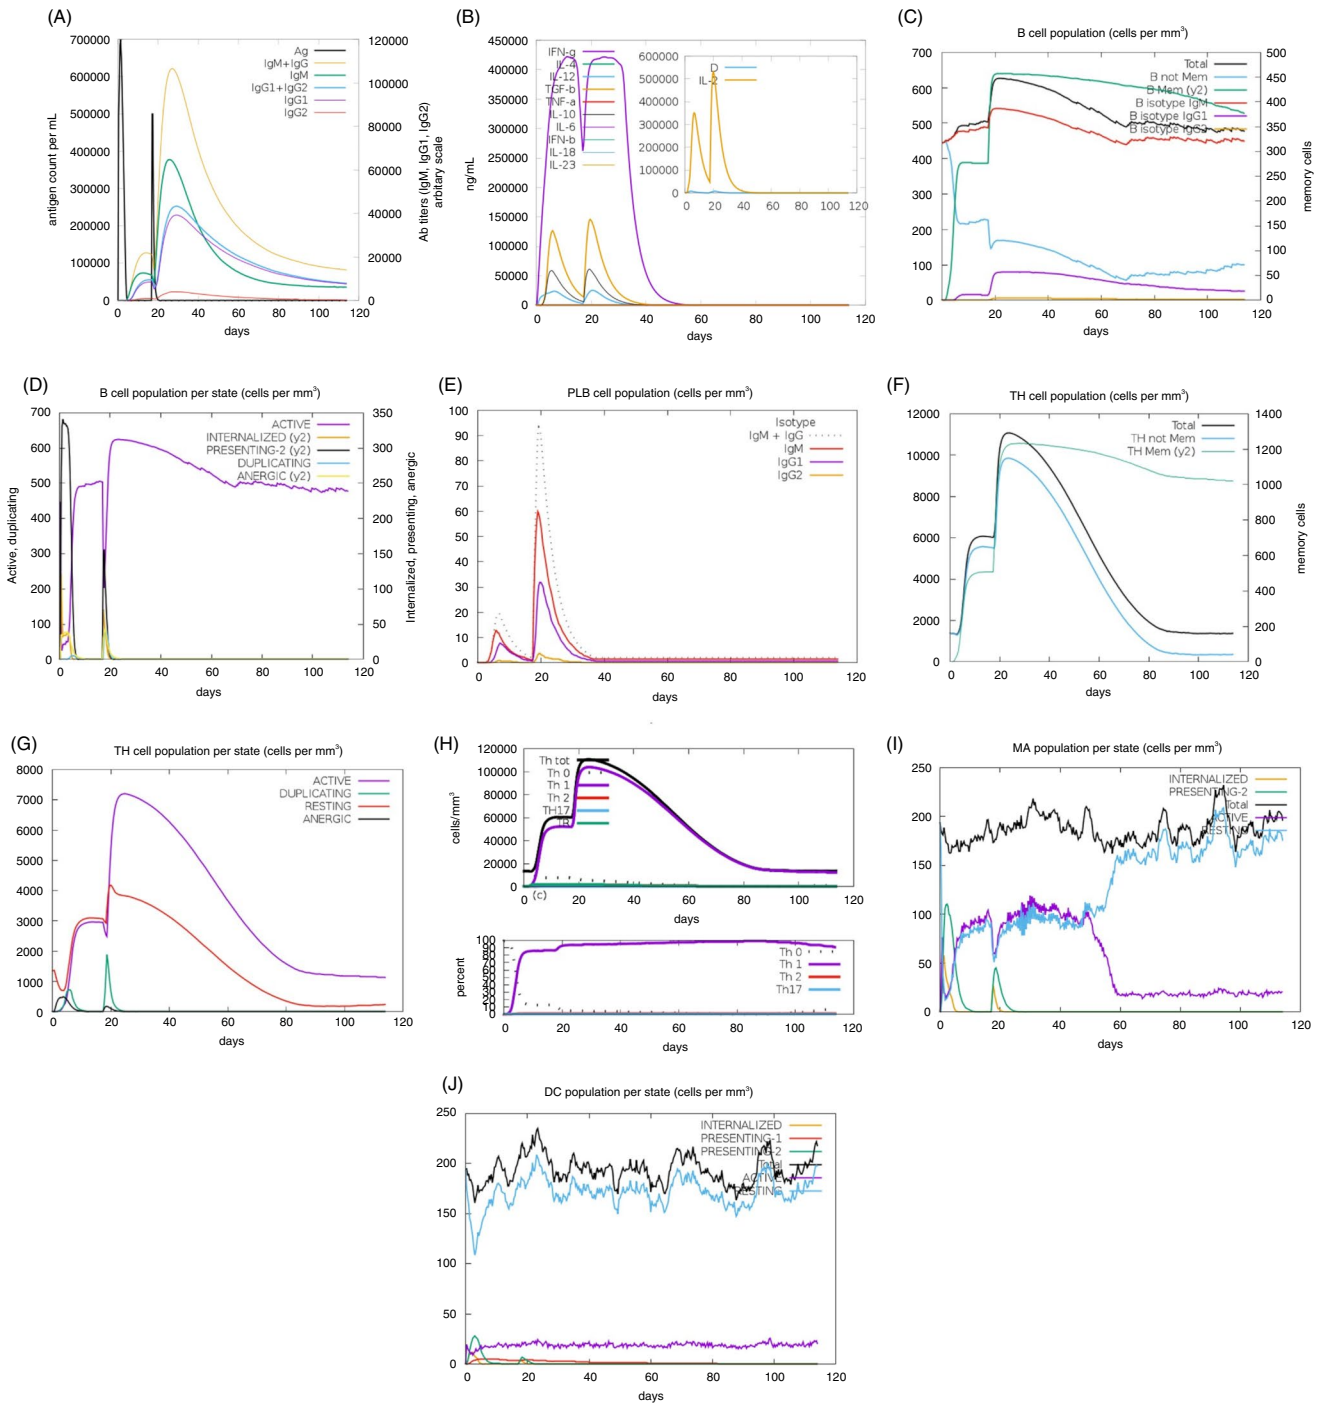 (A)
700000
600000
500000
400000
300000
200000
100000
0
antigen count per mL
120000
100000
80000
60000
40000
20000
0
Ab titers (IgM, IgG1, IgG2)
arbitary scale
Ag
IgM+IgG
IgM
IgG1+IgG2
IgG1
IgG2
0 20 40 60 80 100 120
days
(B)
450000
400000
350000
300000
250000
200000
150000
100000
50000
0
ng/mL
IFN-g
IL-4
IL-12
TGF-b
TNF-a
IL-10
IL-6
IFN-b
IL-18
IL-23
600000
500000
400000
300000
200000
100000
0
D
IL-2
0 20 40 60 80 100 120
0 20 40 60 80 100 120
days
(C)
B cell population (cells per mm3)
700
600
500
400
300
200
100
0
500
450
400
350
300
250
200
150
100
50
0
memory cells
Total
B not Mem
B Mem (y2)
B isotype IgM
B isotype IgG1
B isotype IgG2
0 20 40 60 80 100 120
days
(D)
B cell population per state (cells per mm3)
700
600
500
400
300
200
100
0
Active, duplicating
350
300
250
200
150
100
50
0
Internalized, presenting, anergic
ACTIVE
INTERNALIZED (y2)
PRESENTING-2 (y2)
DUPLICATING
ANERGIC (y2)
0 20 40 60 80 100 120
days
(E)
PLB cell population (cells per mm3)
100
90
80
70
60
50
40
30
20
10
0
Isotype
IgM + IgG
IgM
IgG1
IgG2
0 20 40 60 80 100 120
days
(F)
TH cell population (cells per mm3)
12000
10000
8000
6000
4000
2000
0
1400
1200
1000
800
600
400
200
0
memory cells
Total
TH not Mem
TH Mem (y2)
0 20 40 60 80 100 120
days
(G)
TH cell population per state (cells per mm3)
8000
7000
6000
5000
4000
3000
2000
1000
0
ACTIVE
DUPLICATING
RESTING
ANERGIC
0 20 40 60 80 100 120
days
(H)
120000
100000
80000
60000
40000
20000
0
cells/mm3
Th tot
Th 0
Th 1
Th 2
TH17
TR
(c)
0 20 40 60 80 100 120
days
100
90
80
70
60
50
40
30
20
10
0
percent
Th 0
Th 1
Th 2
Th17
0 20 40 60 80 100 120
days
(I)
MA population per state (cells per mm3)
250
200
150
100
50
0
INTERNALIZED
PRESENTING-2
Total
ACTIVE
RESTING
0 20 40 60 80 100 120
days
(J)
DC population per state (cells per mm3)
250
200
150
100
50
0
INTERNALIZED
PRESENTING-1
PRESENTING-2
Total
ACTIVE
RESTING
0 20 40 60 80 100 120
days